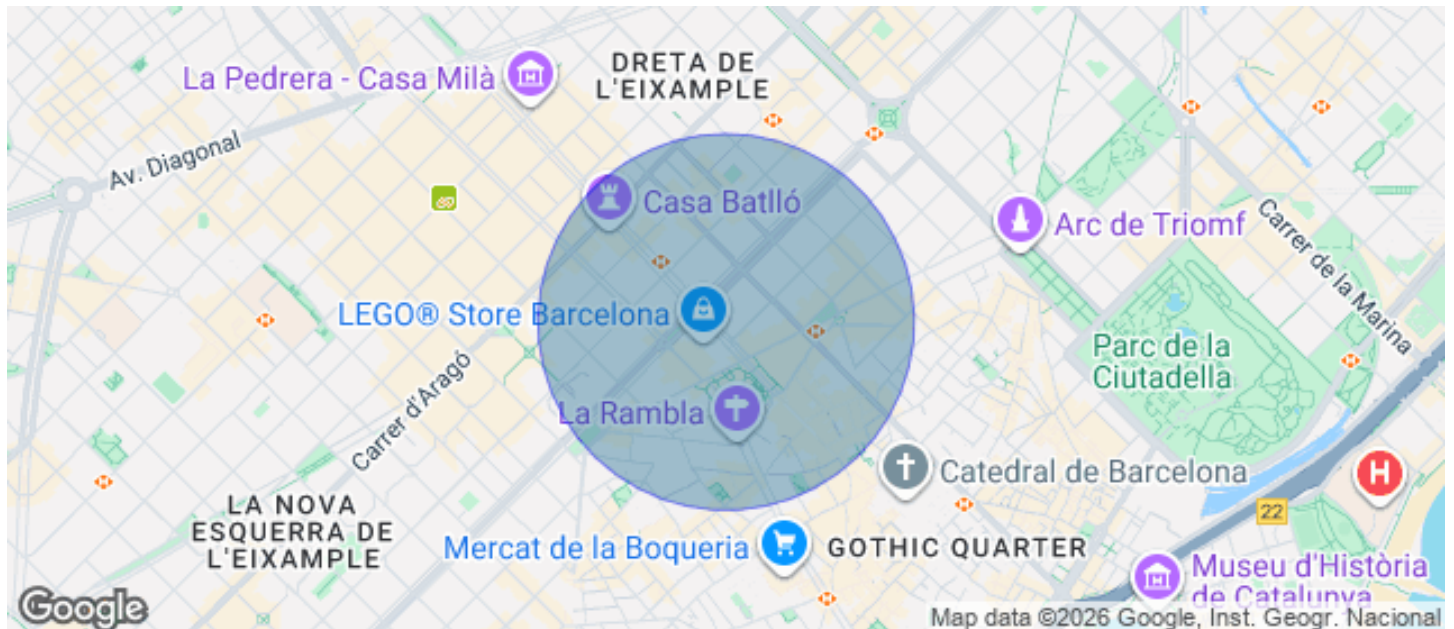 DRETA DE
L'EIXAMPLE
La Pedrera - Casa Milà
Av. Diagonal
Casa Batlló
Arc de Triomf
Carrer de la Marina
LEGO® Store Barcelona
Parc de la
Ciutadella
Carrer d'Aragó
La Rambla
Catedral de Barcelona
H
LA NOVA
ESQUERRA DE
L'EIXAMPLE
22
Mercat de la Boqueria
GOTHIC QUARTER
Museu d'Història
de Catalunya
Google
Map data ©2026 Google, Inst. Geogr. Nacional